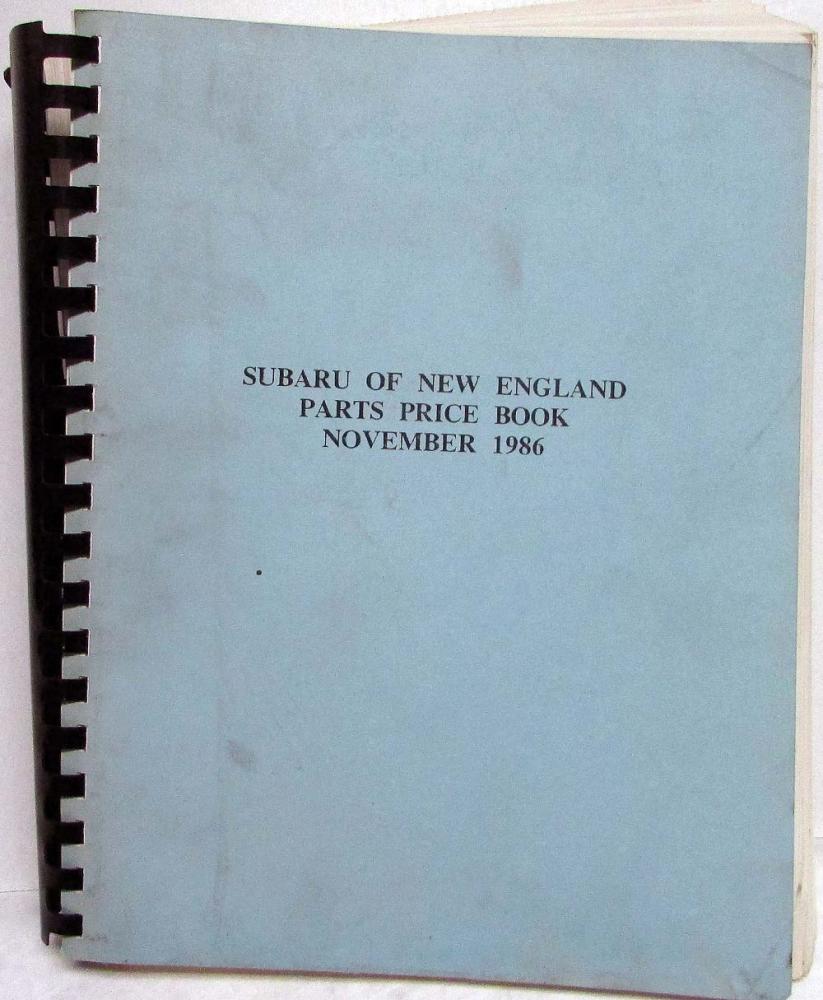 SUBARU OF NEW ENGLAND
PARTS PRICE BOOK
NOVEMBER 1986